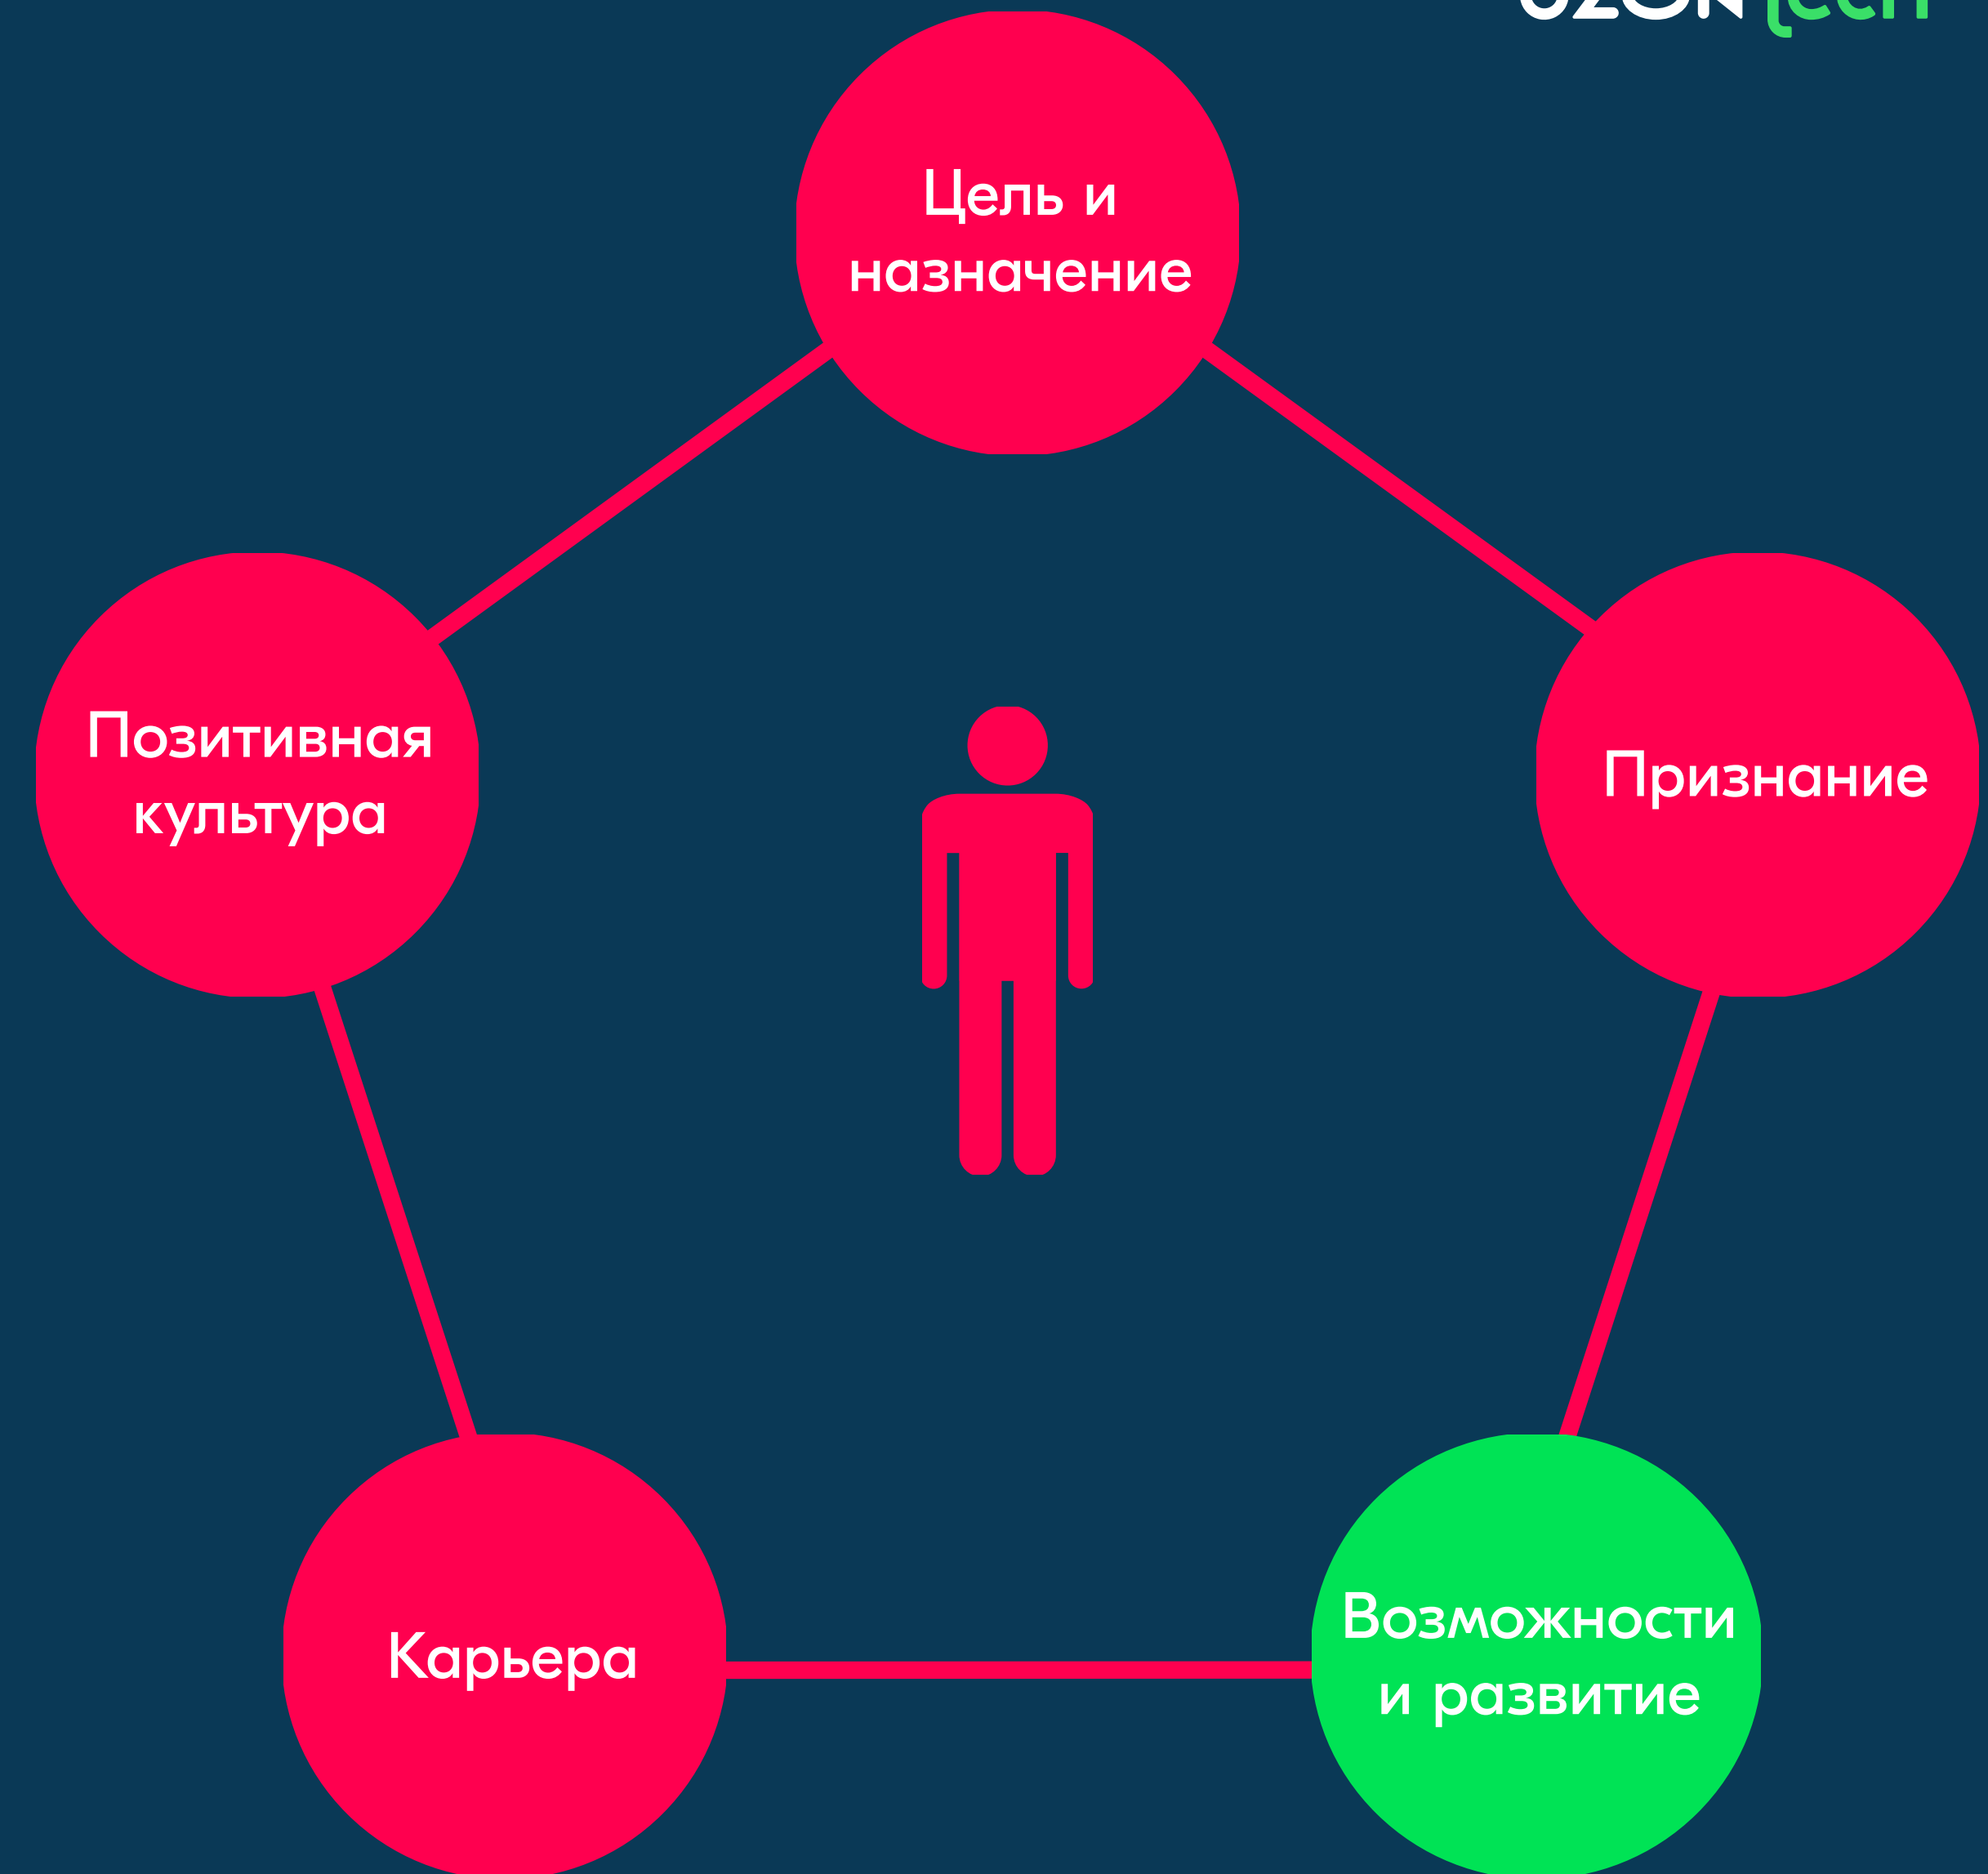 Цель и
назначение
Позитивная
культура
Признание
Карьера
Возможности
и развитие